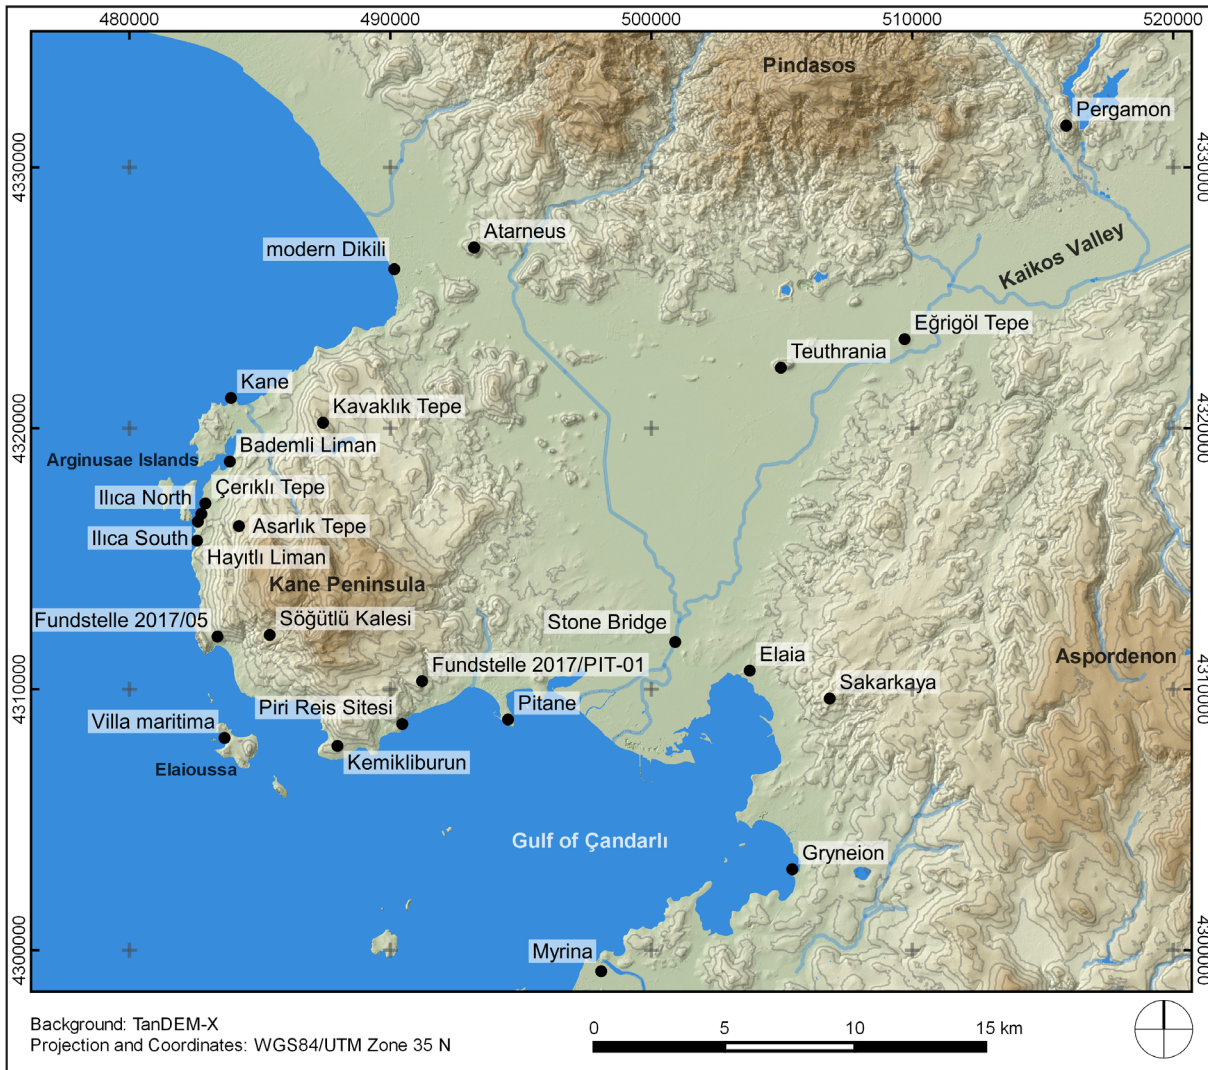 480000
490000
500000
510000
520000
Pindasos
Pergamon
4330000
4330000
Atarneus
modern Dikili
Kaikos Valley
Eğrigöl Tepe
Teuthrania
Kane
Kavaklık Tepe
4320000
4320000
Bademli Liman
Arginusae Islands
Çerıklı Tepe
Ilıca North
Asarlık Tepe
Ilıca South
Hayıtlı Liman
Kane Peninsula
Fundstelle 2017/05
Söğütlü Kalesi
Stone Bridge
Elaia
Aspordenon
Fundstelle 2017/PIT-01
Sakarkaya
4310000
4310000
Piri Reis Sitesi
Pitane
Villa maritima
Kemikliburun
Elaioussa
Gulf of Çandarlı
Gryneion
4300000
4300000
Myrina
Background: TanDEM-X
Projection and Coordinates: WGS84/UTM Zone 35 N
0 5 10 15 km